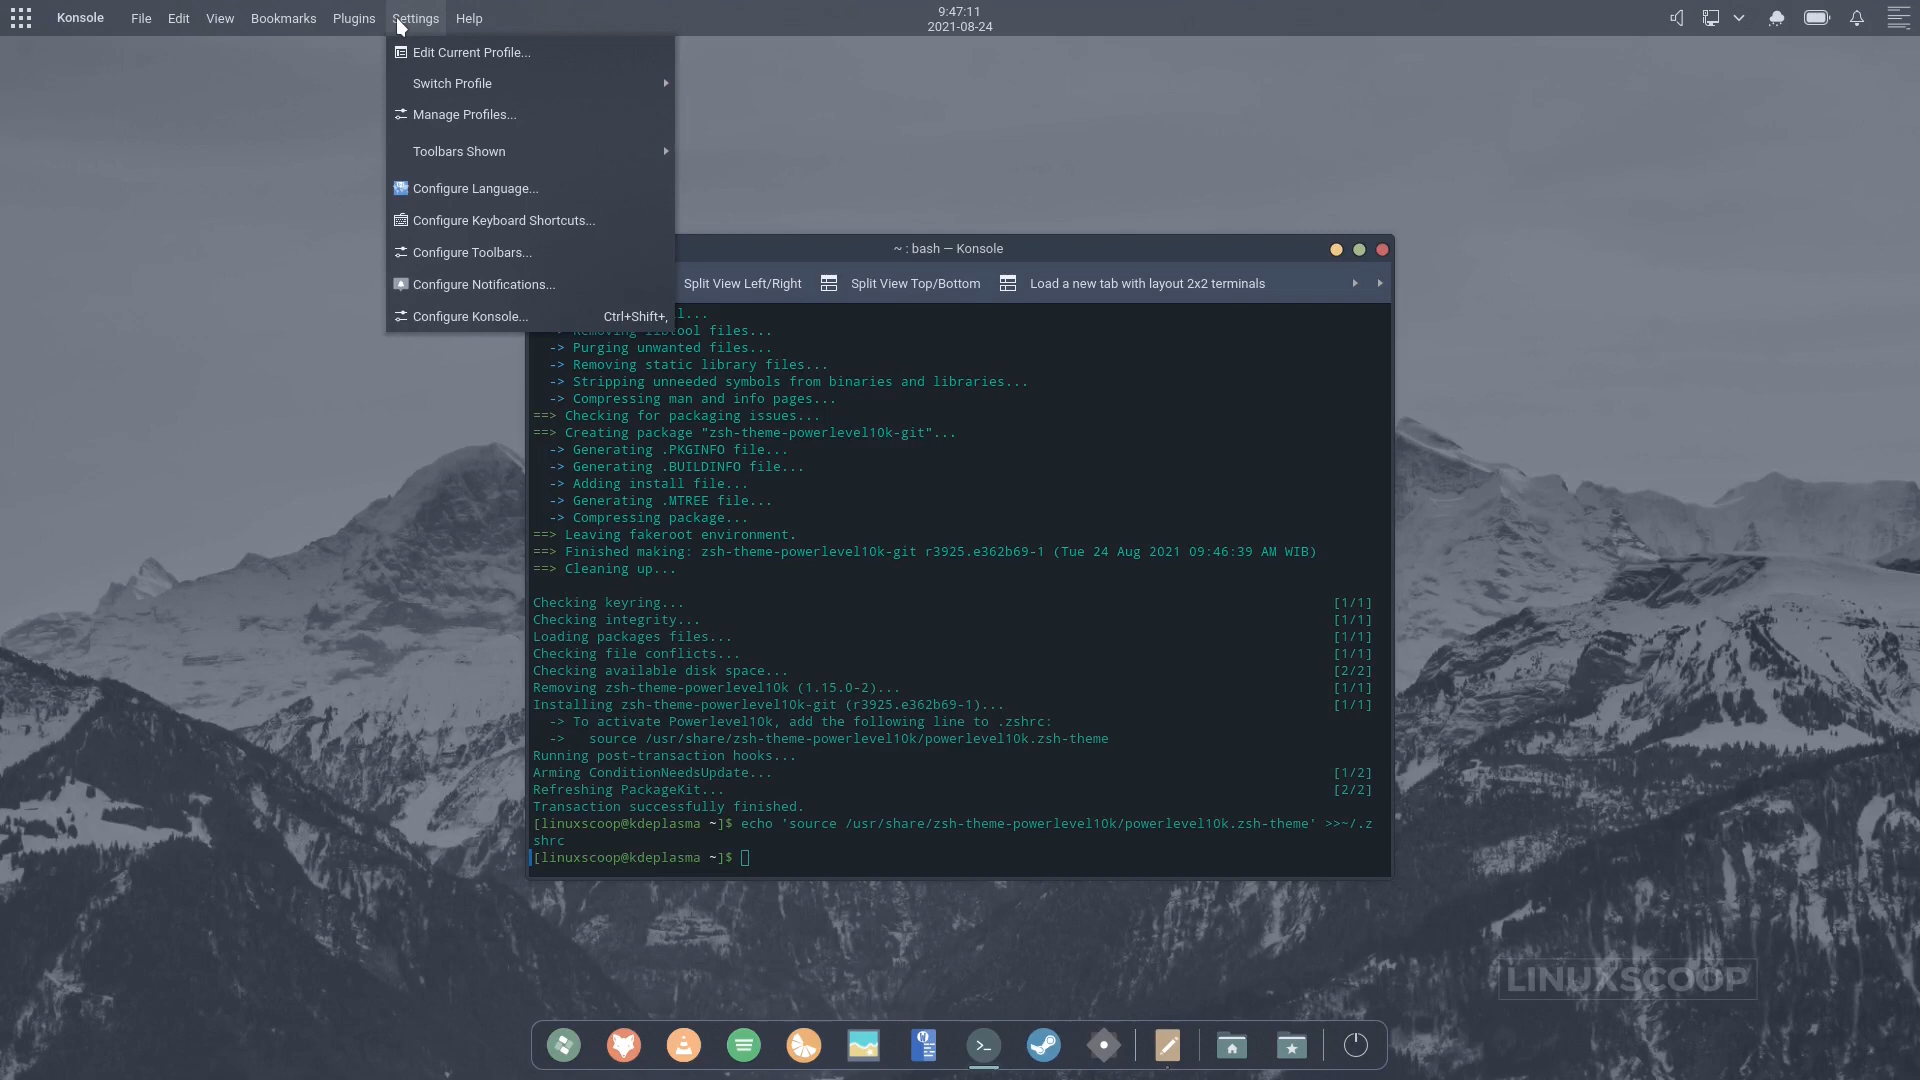 Konsole File Edit View Bookmarks Plugins Settings Help
9:47:11
2021-08-24
Edit Current Profile...
Switch Profile
Manage Profiles...
Toolbars Shown
Configure Language...
Configure Keyboard Shortcuts...
Configure Toolbars...
Configure Notifications...
Configure Konsole... Ctrl+Shift+,
~ : bash — Konsole
Split View Left/Right Split View Top/Bottom Load a new tab with layout 2x2 terminals
l...
-> Removing libtool files...
-> Purging unwanted files...
-> Removing static library files...
-> Stripping unneeded symbols from binaries and libraries...
-> Compressing man and info pages...
==> Checking for packaging issues...
==> Creating package "zsh-theme-powerlevel10k-git"...
-> Generating .PKGINFO file...
-> Generating .BUILDINFO file...
-> Adding install file...
-> Generating .MTREE file...
-> Compressing package...
==> Leaving fakeroot environment.
==> Finished making: zsh-theme-powerlevel10k-git r3925.e362b69-1 (Tue 24 Aug 2021 09:46:39 AM WIB)
==> Cleaning up...
Checking keyring... [1/1]
Checking integrity... [1/1]
Loading packages files... [1/1]
Checking file conflicts... [1/1]
Checking available disk space... [2/2]
Removing zsh-theme-powerlevel10k (1.15.0-2)... [1/1]
Installing zsh-theme-powerlevel10k-git (r3925.e362b69-1)... [1/1]
-> To activate Powerlevel10k, add the following line to .zshrc:
-> source /usr/share/zsh-theme-powerlevel10k/powerlevel10k.zsh-theme
Running post-transaction hooks...
Arming ConditionNeedsUpdate... [1/2]
Refreshing PackageKit... [2/2]
Transaction successfully finished.
[linuxscoop@kdeplasma ~]$ echo 'source /usr/share/zsh-theme-powerlevel10k/powerlevel10k.zsh-theme' >>~/.z
shrc
[linuxscoop@kdeplasma ~]$
LINUXSCOOP